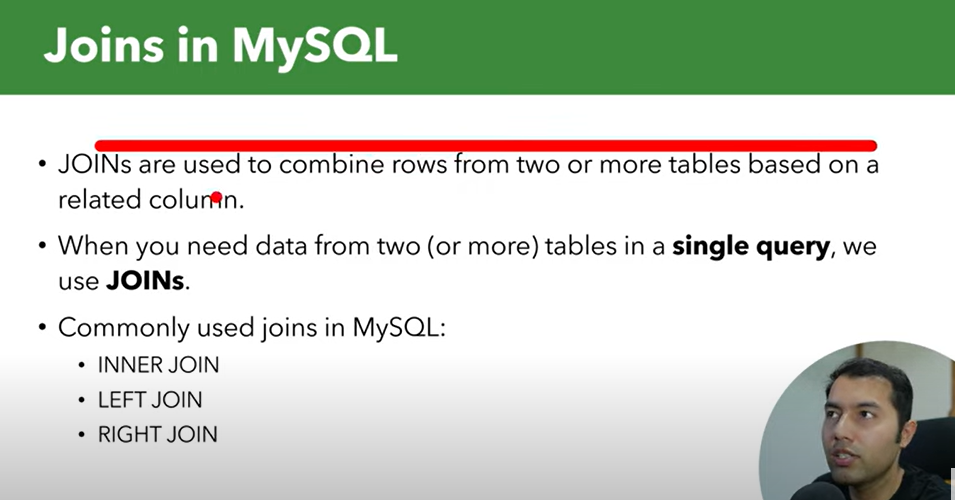 Joins in MySQL
• JOINs are used to combine rows from two or more tables based on a
related column.
• When you need data from two (or more) tables in a single query, we
use JOINs.
• Commonly used joins in MySQL:
• INNER JOIN
• LEFT JOIN
• RIGHT JOIN